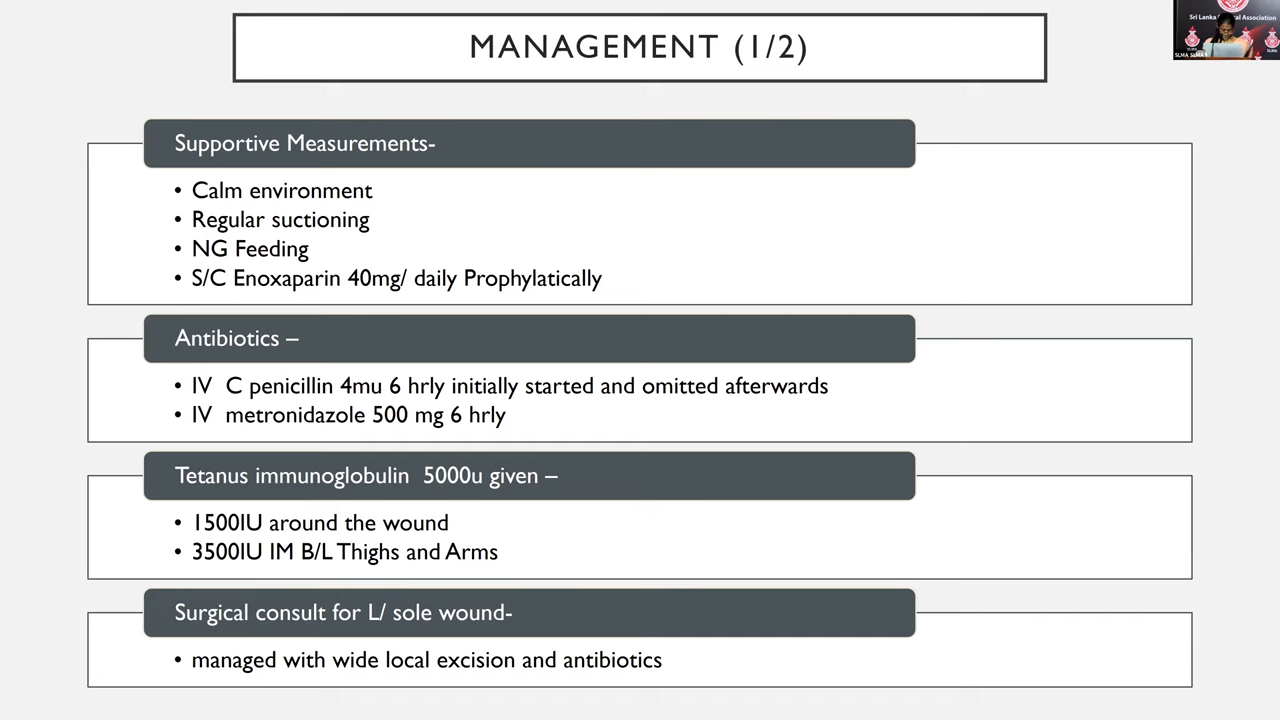 MANAGEMENT (1/2)
Sri Lanka Medical Association
SLMA SLMA
SLMA
Supportive Measurements-
• Calm environment
• Regular suctioning
• NG Feeding
• S/C Enoxaparin 40mg/ daily Prophylatically
Antibiotics –
• IV C penicillin 4mu 6 hrly initially started and omitted afterwards
• IV metronidazole 500 mg 6 hrly
Tetanus immunoglobulin 5000u given –
• 1500IU around the wound
• 3500IU IM B/L Thighs and Arms
Surgical consult for L/ sole wound-
• managed with wide local excision and antibiotics